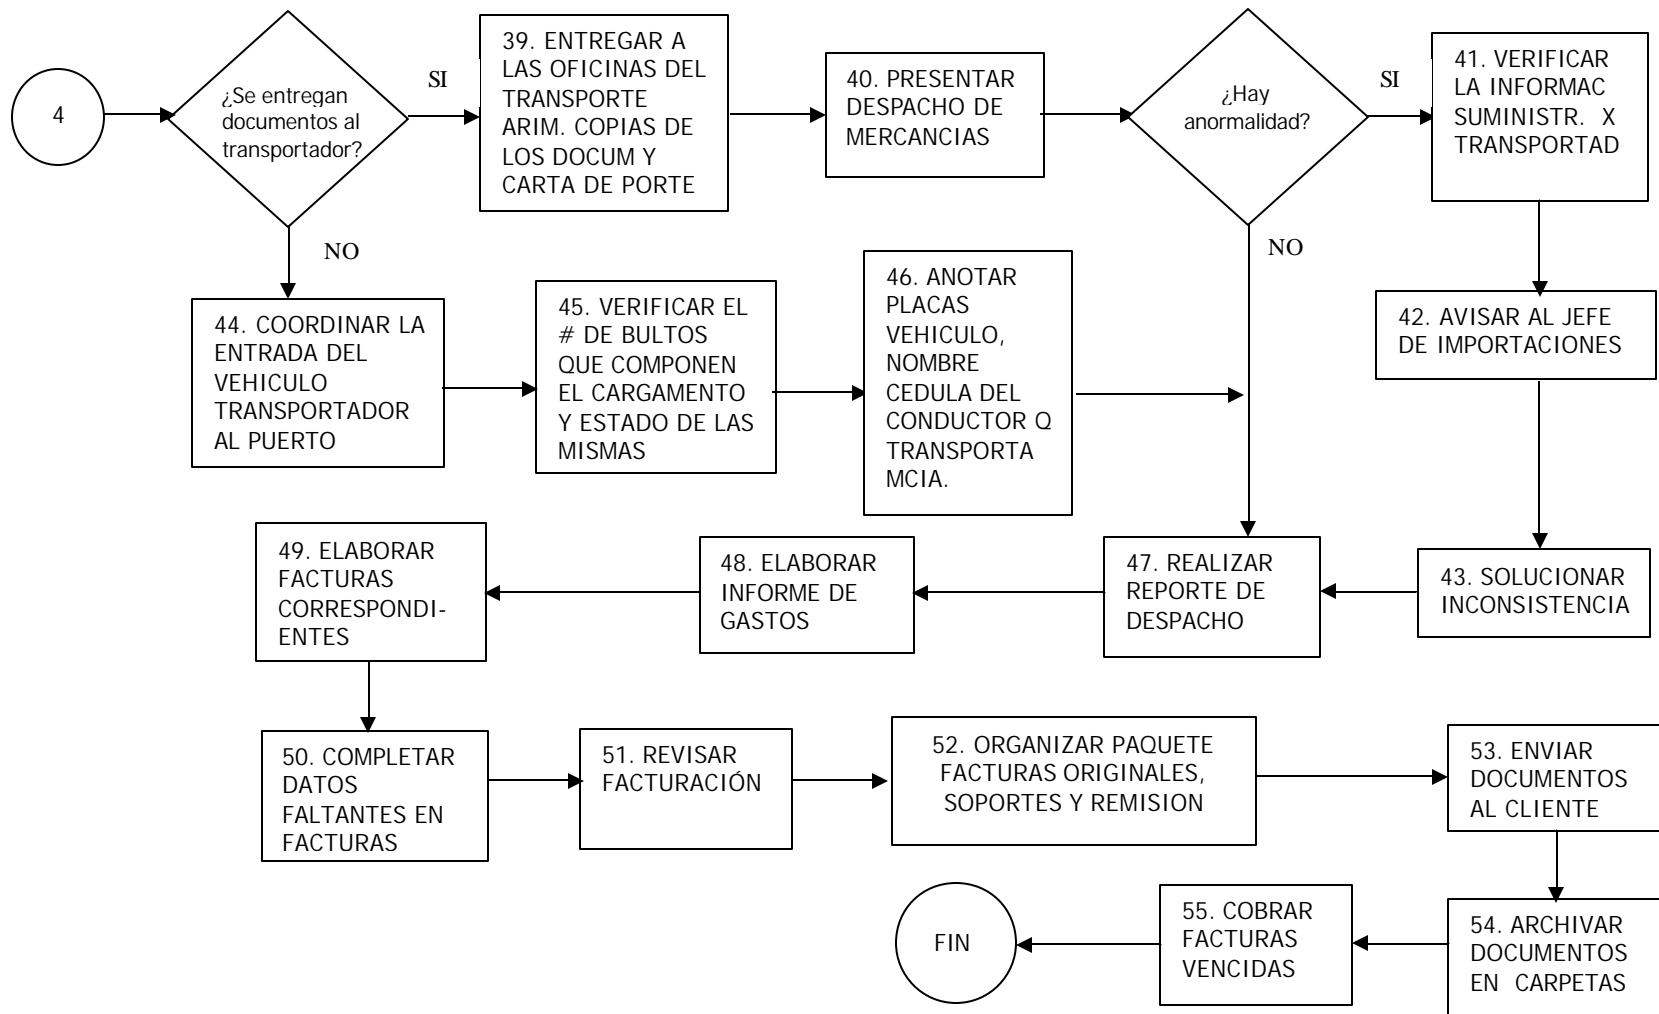 4
¿Se entregan
documentos al
transportador?
SI
39. ENTREGAR A
LAS OFICINAS DEL
TRANSPORTE
ARIM. COPIAS DE
LOS DOCUM Y
CARTA DE PORTE
40. PRESENTAR
DESPACHO DE
MERCANCIAS
¿Hay
anormalidad?
SI
41. VERIFICAR
LA INFORMAC
SUMINISTR. X
TRANSPORTAD
NO
NO
42. AVISAR AL JEFE
DE IMPORTACIONES
44. COORDINAR LA
ENTRADA DEL
VEHICULO
TRANSPORTADOR
AL PUERTO
45. VERIFICAR EL
# DE BULTOS
QUE COMPONEN
EL CARGAMENTO
Y ESTADO DE LAS
MISMAS
46. ANOTAR
PLACAS
VEHICULO,
NOMBRE
CEDULA DEL
CONDUCTOR Q
TRANSPORTA
MCIA.
49. ELABORAR
FACTURAS
CORRESPONDI-
ENTES
48. ELABORAR
INFORME DE
GASTOS
47. REALIZAR
REPORTE DE
DESPACHO
43. SOLUCIONAR
INCONSISTENCIA
50. COMPLETAR
DATOS
FALTANTES EN
FACTURAS
51. REVISAR
FACTURACIÓN
52. ORGANIZAR PAQUETE
FACTURAS ORIGINALES,
SOPORTES Y REMISION
53. ENVIAR
DOCUMENTOS
AL CLIENTE
FIN
55. COBRAR
FACTURAS
VENCIDAS
54. ARCHIVAR
DOCUMENTOS
EN CARPETAS